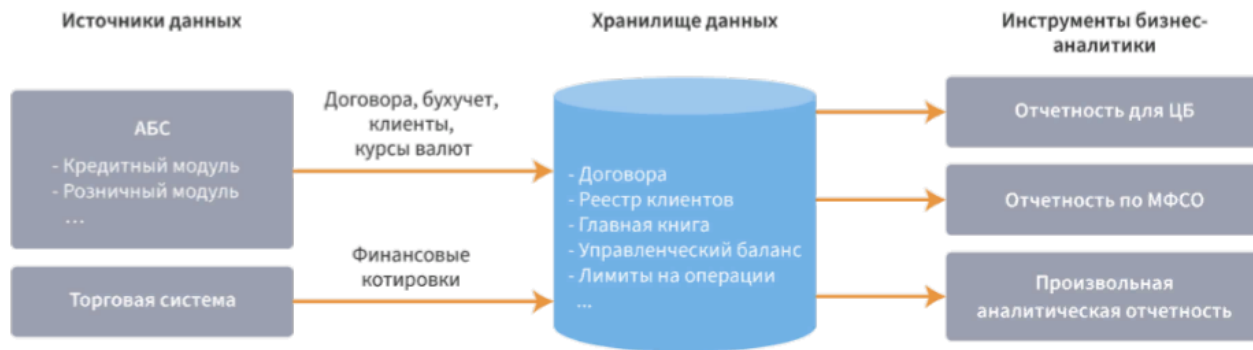 Источники данных
Хранилище данных
Инструменты бизнес-
аналитики
АБС
- Кредитный модуль
- Розничный модуль
...
Торговая система
Договора, бухучет,
клиенты,
курсы валют
Финансовые
котировки
- Договора
- Реестр клиентов
- Главная книга
- Управленческий баланс
- Лимиты на операции
...
Отчетность для ЦБ
Отчетность по МФСО
Произвольная
аналитическая отчетность